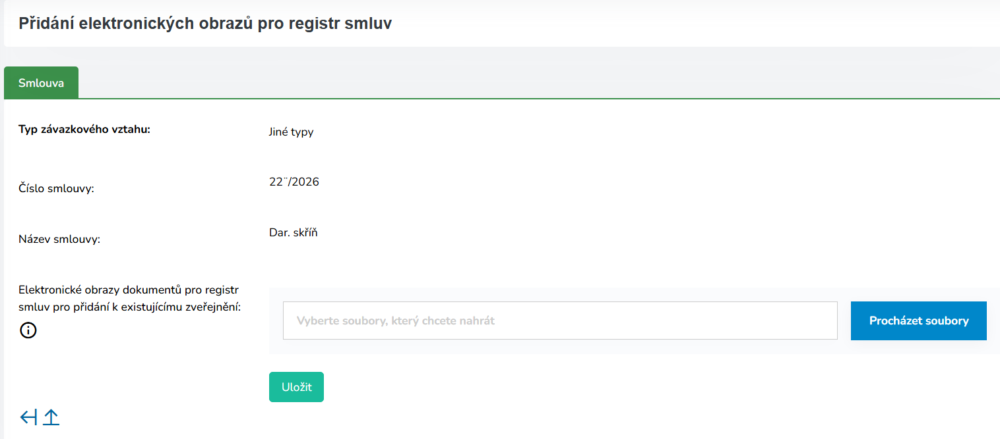 Přidání elektronických obrazů pro registr smluv
Smlouva
Typ závazkového vztahu:
Jiné typy
Číslo smlouvy:
22¨/2026
Název smlouvy:
Dar. skříň
Elektronické obrazy dokumentů pro registr
smluv pro přidání k existujícímu zveřejnění:
Vyberte soubory, který chcete nahrát
Procházet soubory
Uložit